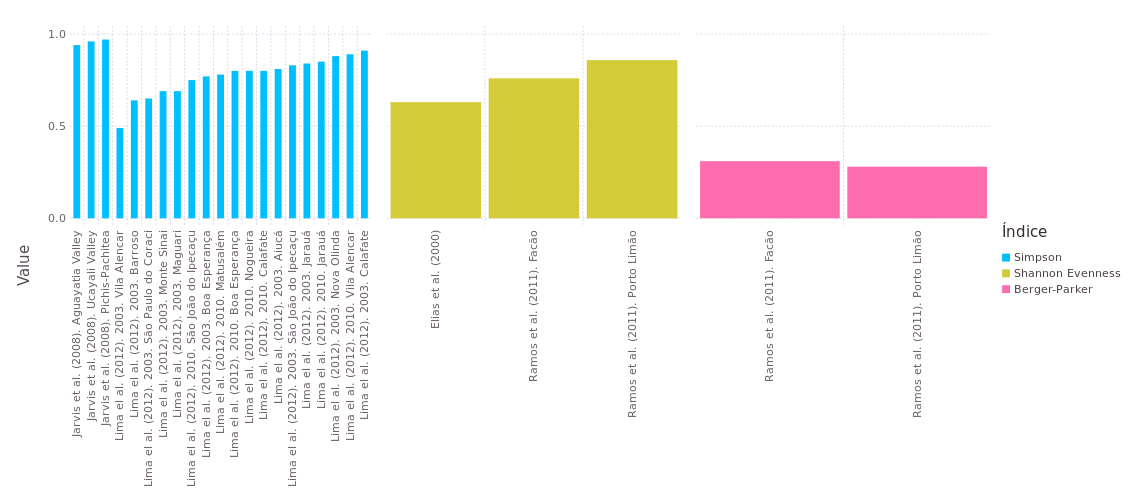 1.0
0.5
0.0
Value
Jarvis et al. (2008). Aguayatia Valley
Jarvis et al. (2008). Ucayali Valley
Jarvis et al. (2008). Pichis-Pachitea
Lima el al. (2012). 2003. Vila Alencar
Lima el al. (2012). 2003. Barroso
Lima el al. (2012). 2003. São Paulo do Coraci
Lima el al. (2012). 2003. Monte Sinai
Lima el al. (2012). 2003. Maguari
Lima el al. (2012). 2010. São João do Ipecaçu
Lima el al. (2012). 2003. Boa Esperança
Lima el al. (2012). 2010. Matusalém
Lima el al. (2012). 2010. Boa Esperança
Lima el al. (2012). 2010. Nogueira
Lima el al. (2012). 2010. Calafate
Lima el al. (2012). 2003. Aiucá
Lima el al. (2012). 2003. São João do Ipecaçu
Lima el al. (2012). 2003. Jarauá
Lima el al. (2012). 2010. Jarauá
Lima el al. (2012). 2003. Nova Olinda
Lima el al. (2012). 2010. Vila Alencar
Lima el al. (2012). 2003. Calafate
Elias et al. (2000)
Ramos et al. (2011). Facão
Ramos et al. (2011). Porto Limão
Ramos et al. (2011). Facão
Ramos et al. (2011). Porto Limão
Índice
Simpson
Shannon Evenness
Berger-Parker